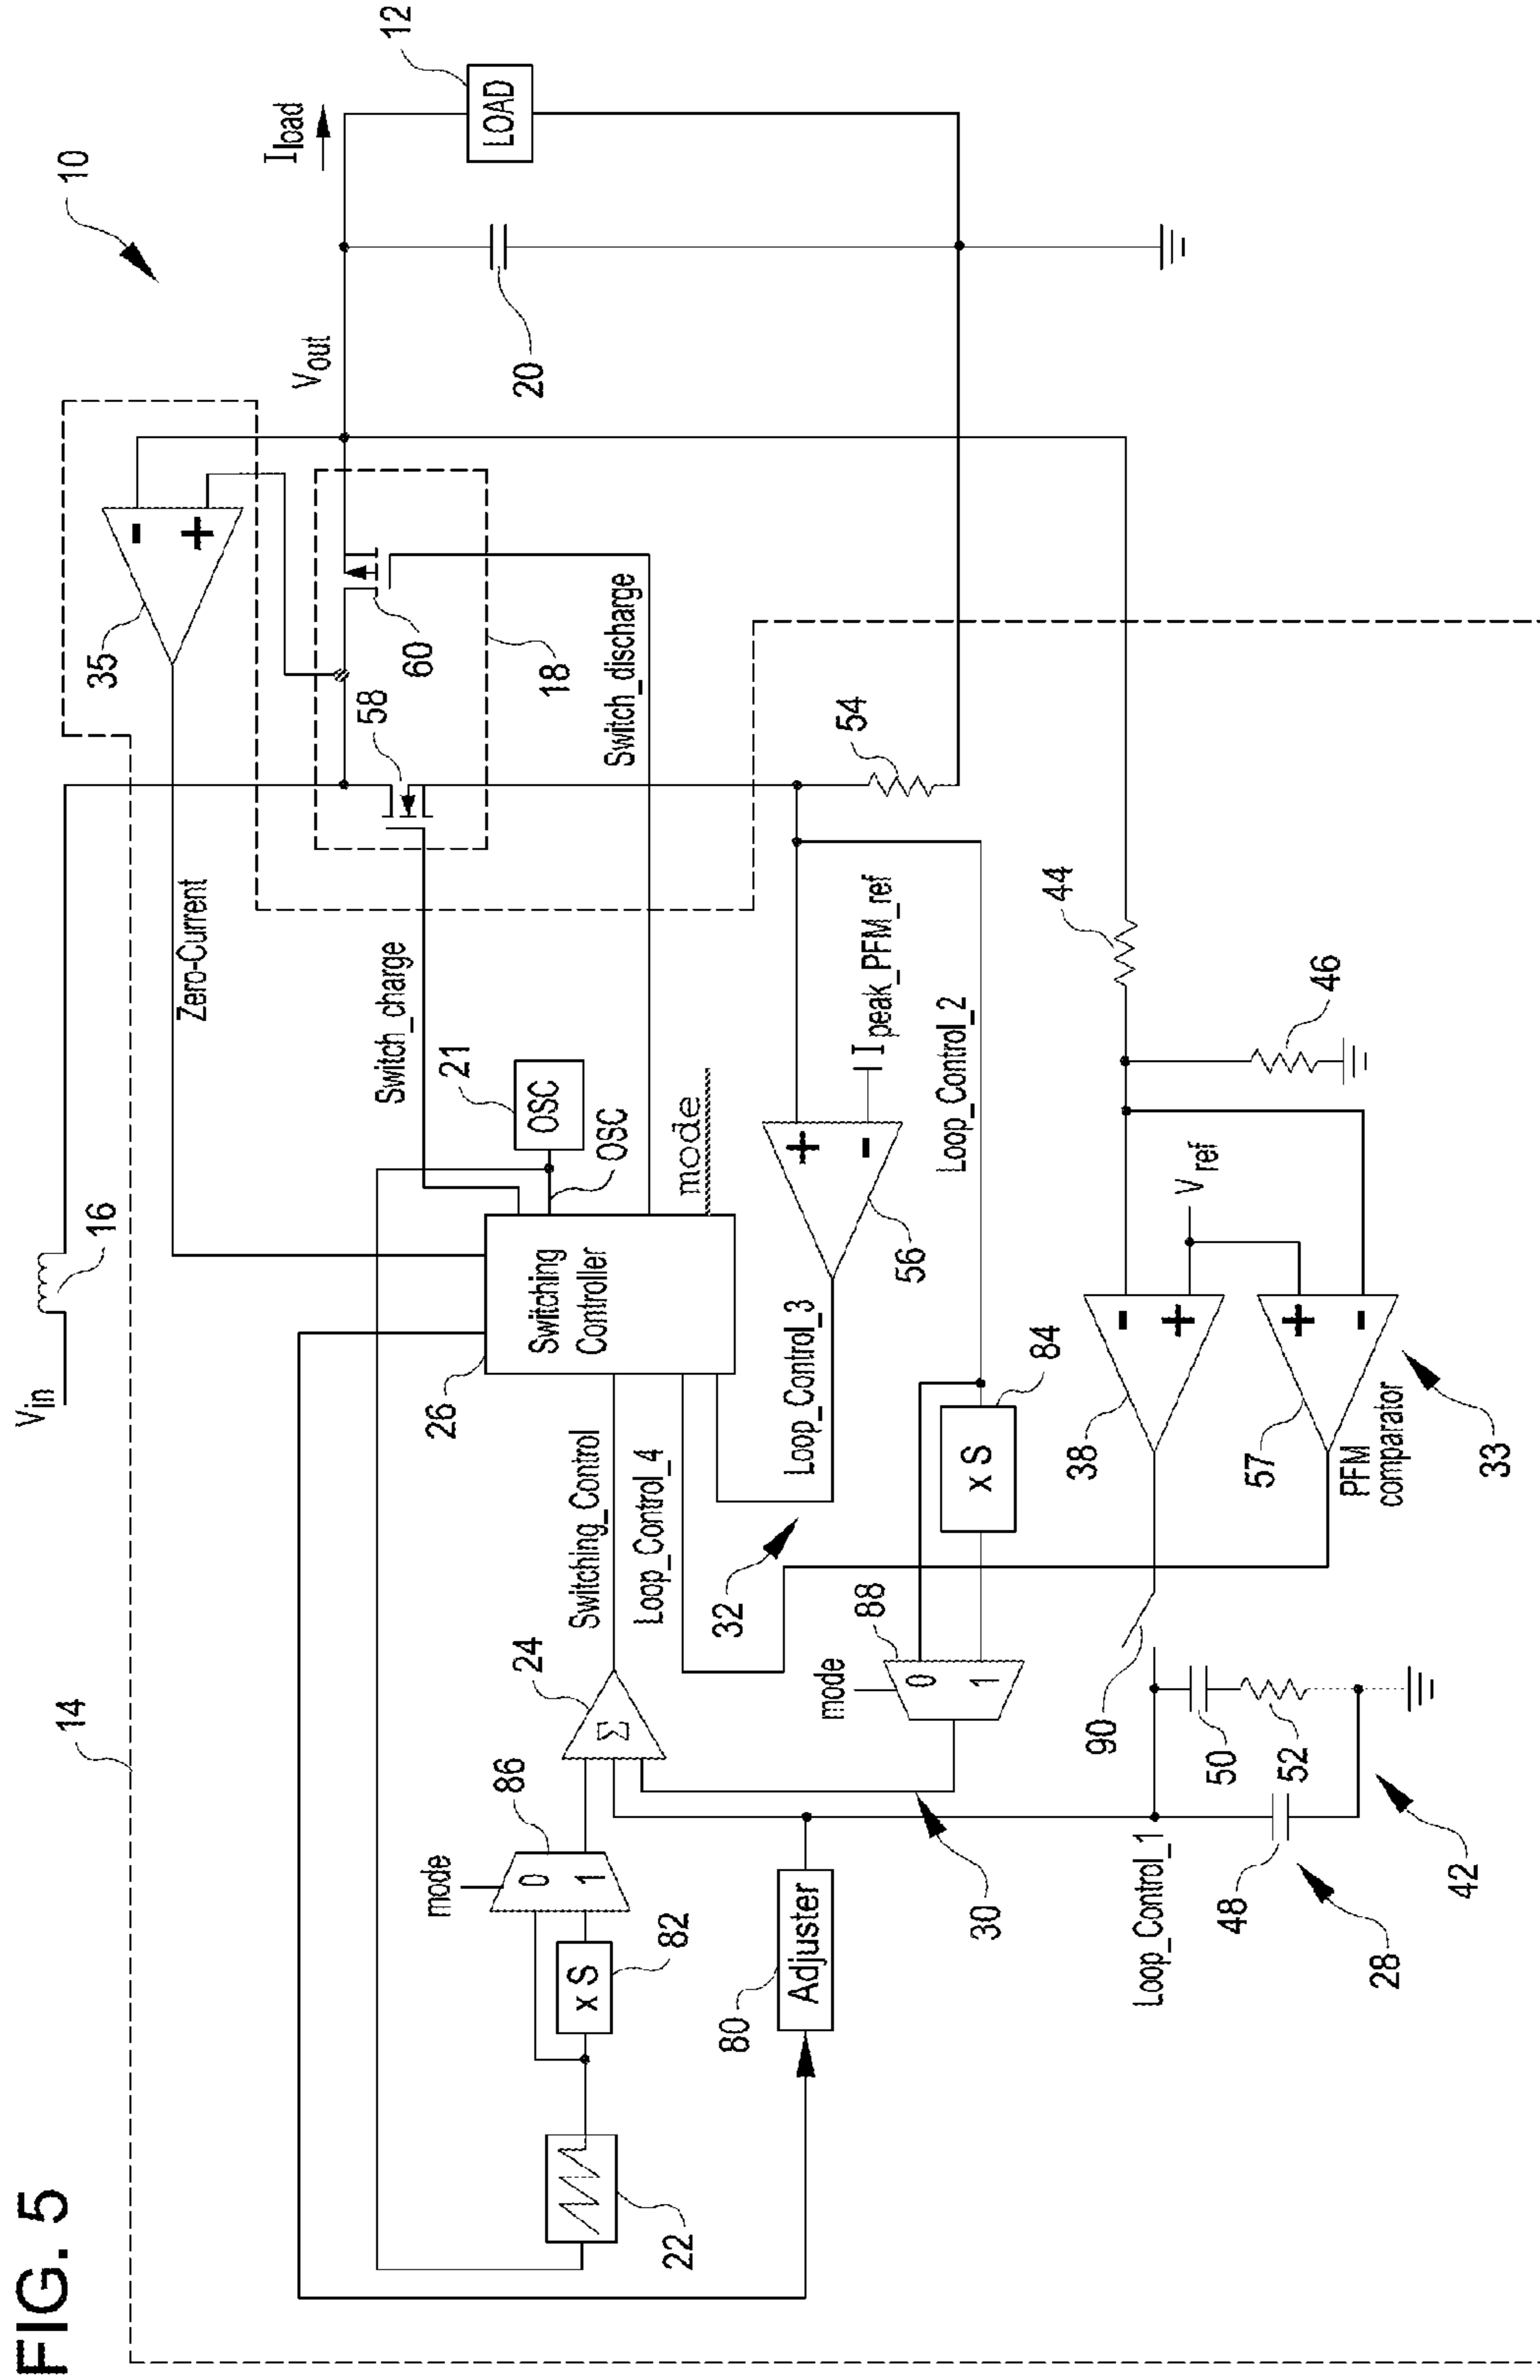 FIG. 5
10
14
V_in
16
35
-
+
Zero-Current
V_out
I_load
12
LOAD
20
58
60
18
Switch_charge
Switch_discharge
21
OSC
OSC
26
Switching
Controller
mode
86
mode
0
1
82
x S
22
24
Σ
Switching_Control
Loop_Control_4
Loop_Control_3
32
56
+
-
I_peak_PFM_ref
54
Loop_Control_2
80
Adjuster
30
mode
88
0
1
84
x S
44
46
V_ref
38
-
+
57
+
-
PFM
comparator
33
90
Loop_Control_1
50
52
48
28
42